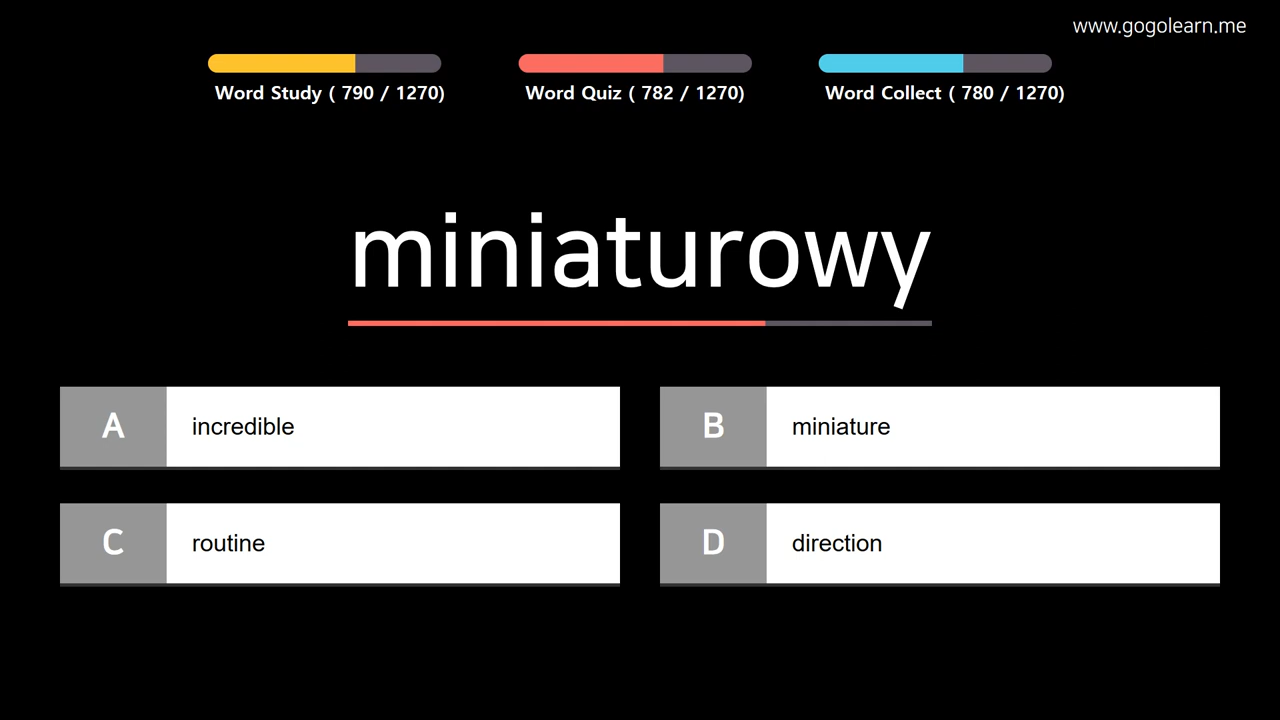 www.gogolearn.me
Word Study ( 790 / 1270)
Word Quiz ( 782 / 1270)
Word Collect ( 780 / 1270)
miniaturowy
A
incredible
B
miniature
C
routine
D
direction